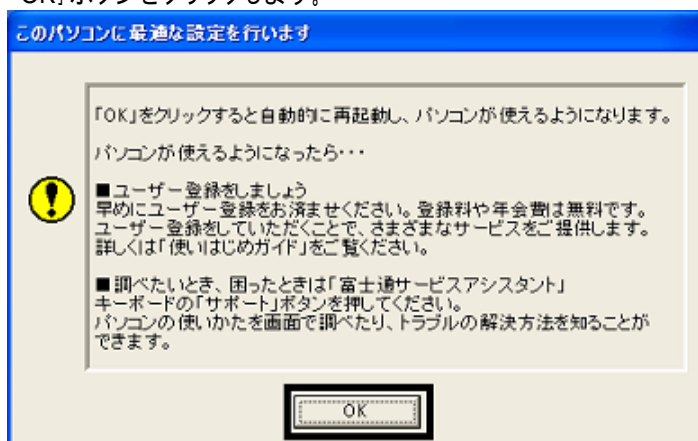 OK]ボタンをクリックします。
このパソコンに最適な設定を行います
「OK」をクリックすると自動的に再起動し、パソコンが使えるようになります。
パソコンが使えるようになったら・・・
■ユーザー登録をしましょう
早めにユーザー登録をお済ませください。登録料や年会費は無料です。
ユーザー登録をしていただくことで、さまざまなサービスをご提供します。
詳しくは「使いはじめガイド」をご覧ください。
■調べたいとき、困ったときは「富士通サービスアシスタント」
キーボードの「サポート」ボタンを押してください。
パソコンの使いかたを画面で調べたり、トラブルの解決方法を知ることが
できます。
OK